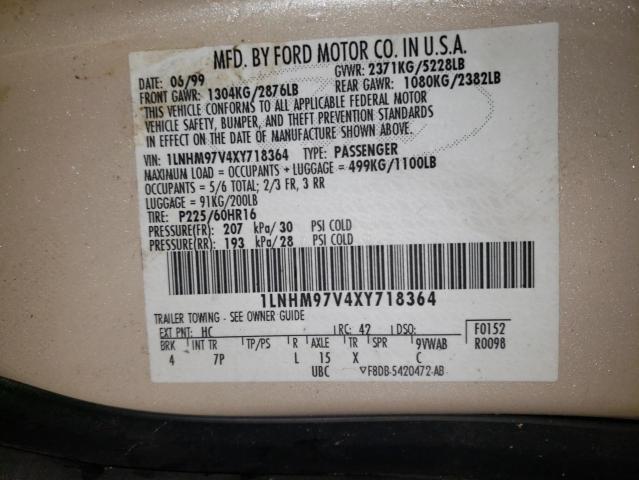 MFD. BY FORD MOTOR CO. IN U.S.A.
DATE 06/99 GVWR: 2371KG/5228LB
FRONT GAWR: 1304KG/2876LB REAR GAWR: 1080KG/2382LB
THIS VEHICLE CONFORMS TO ALL APPLICABLE FEDERAL MOTOR
VEHICLE SAFETY, BUMPER, AND THEFT PREVENTION STANDARDS
IN EFFECT ON THE DATE OF MANUFACTURE SHOWN ABOVE.
VIN: 1LNHM97V4XY718364 TYPE: PASSENGER
MAXIMUM LOAD = OCCUPANTS + LUGGAGE = 499KG/1100LB
OCCUPANTS = 5/6 TOTAL; 2/3 FR, 3 RR
LUGGAGE = 91KG/200LB
TIRE: P225/60HR16
PRESSURE(FR) 207 kPa/30 PSI COLD
PRESSURE(RR) 193 kPa/28 PSI COLD
1LNHM97V4XY718364
TRAILER TOWING - SEE OWNER GUIDE
EXT PNT: HC RC: 42 DSO: F0152
BRK INT TR TP/PS R AXLE TR SPR 9VWAB R0098
4 7P L 15 X C
UBC ▽F8DB-5420472-AB